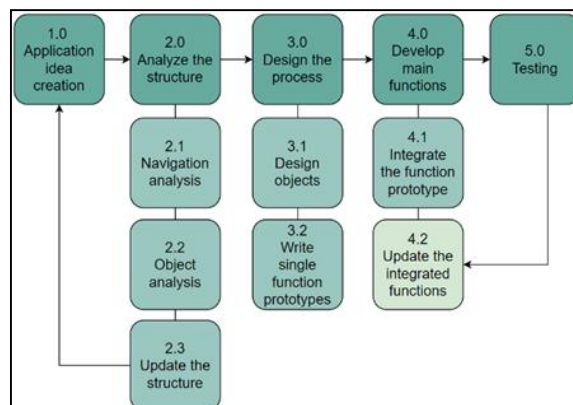 1.0
Application
idea
creation
2.0
Analyze the
structure
3.0
Design the
process
4.0
Develop
main
functions
5.0
Testing
2.1
Navigation
analysis
3.1
Design
objects
4.1
Integrate
the function
prototype
2.2
Object
analysis
3.2
Write
single
function
prototypes
4.2
Update the
integrated
functions
2.3
Update the
structure